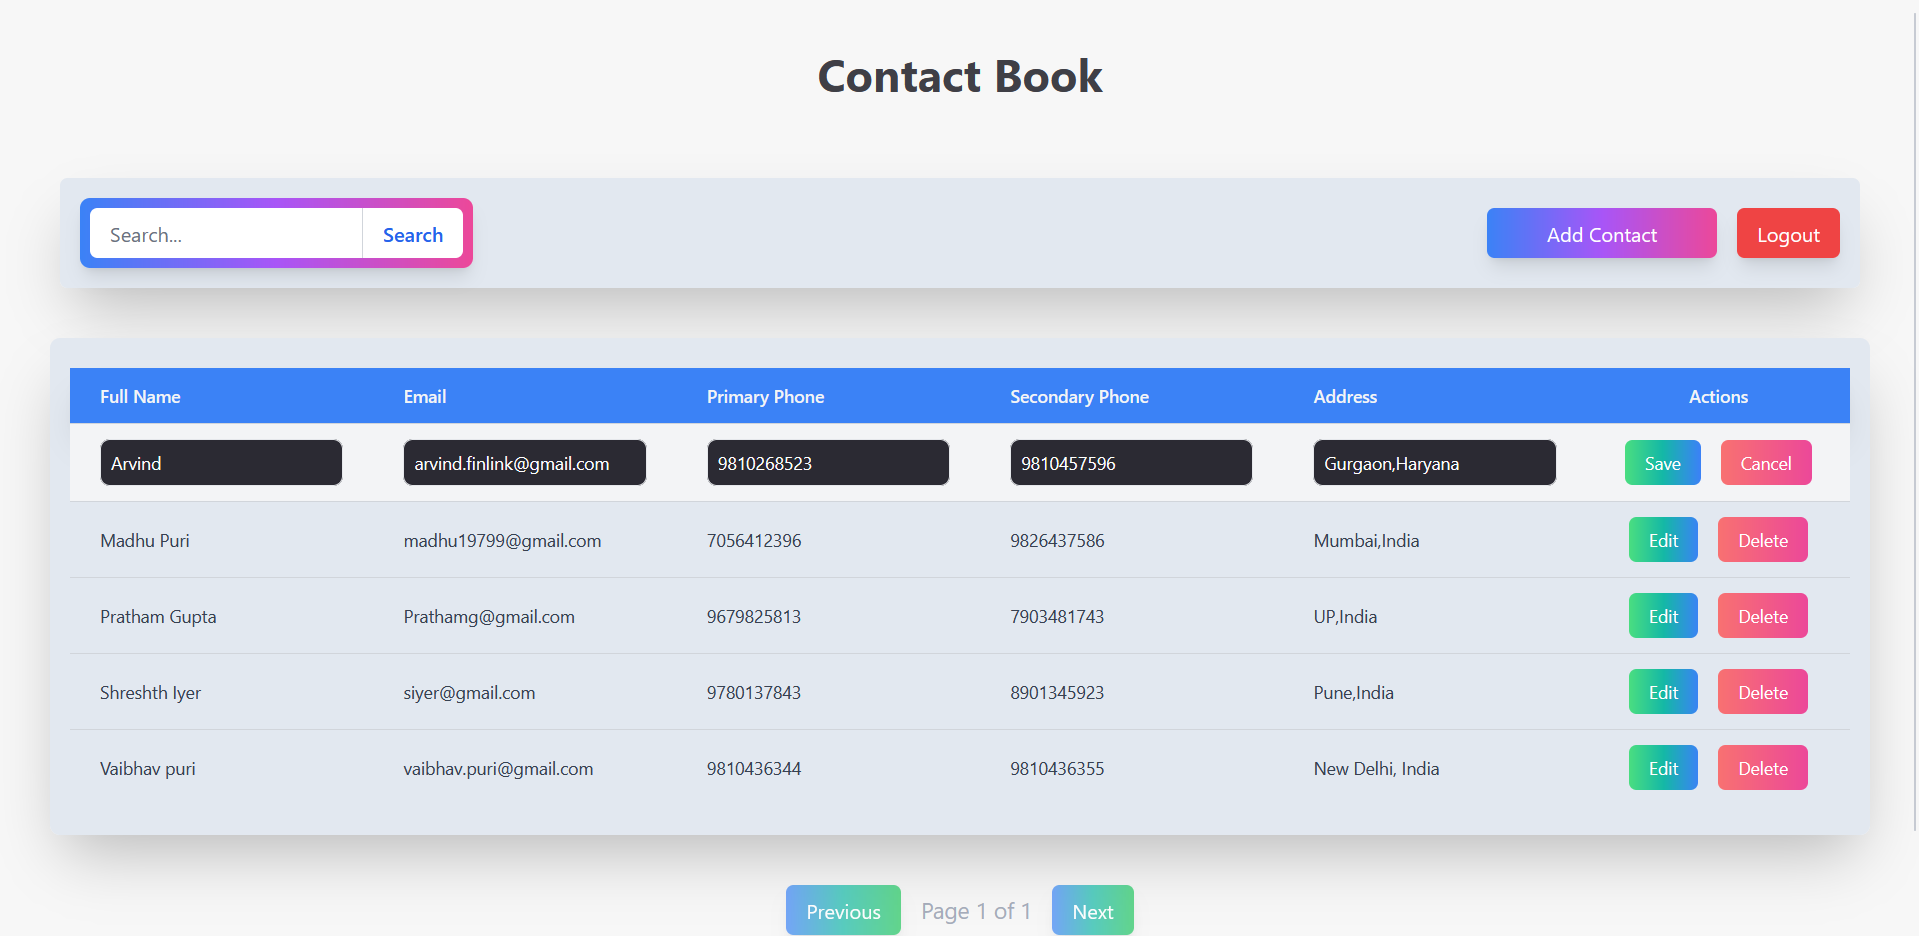 Contact Book
Search... Search Add Contact Logout
Full Name Email Primary Phone Secondary Phone Address Actions
Arvind arvind.finlink@gmail.com 9810268523 9810457596 Gurgaon,Haryana Save Cancel
Madhu Puri madhu19799@gmail.com 7056412396 9826437586 Mumbai,India Edit Delete
Pratham Gupta Prathamg@gmail.com 9679825813 7903481743 UP,India Edit Delete
Shreshth Iyer siyer@gmail.com 9780137843 8901345923 Pune,India Edit Delete
Vaibhav puri vaibhav.puri@gmail.com 9810436344 9810436355 New Delhi, India Edit Delete
Previous Page 1 of 1 Next